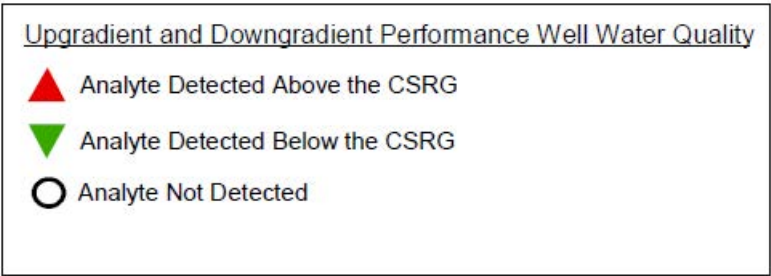 Upgradient and Downgradient Performance Well Water Quality
Analyte Detected Above the CSRG
Analyte Detected Below the CSRG
Analyte Not Detected